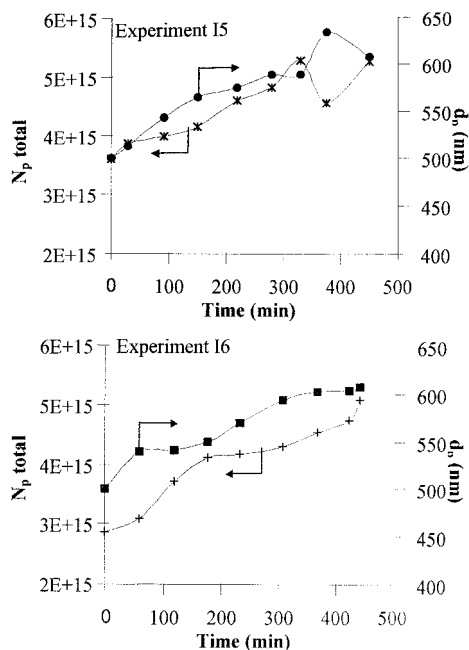 Experiment I5
6E+15
5E+15
4E+15
3E+15
2E+15
Np total
650
600
550
500
450
400
dn (nm)
0 100 200 300 400 500
Time (min)
Experiment I6
6E+15
5E+15
4E+15
3E+15
2E+15
Np total
650
600
550
500
450
400
dn (nm)
0 100 200 300 400 500
Time (min)